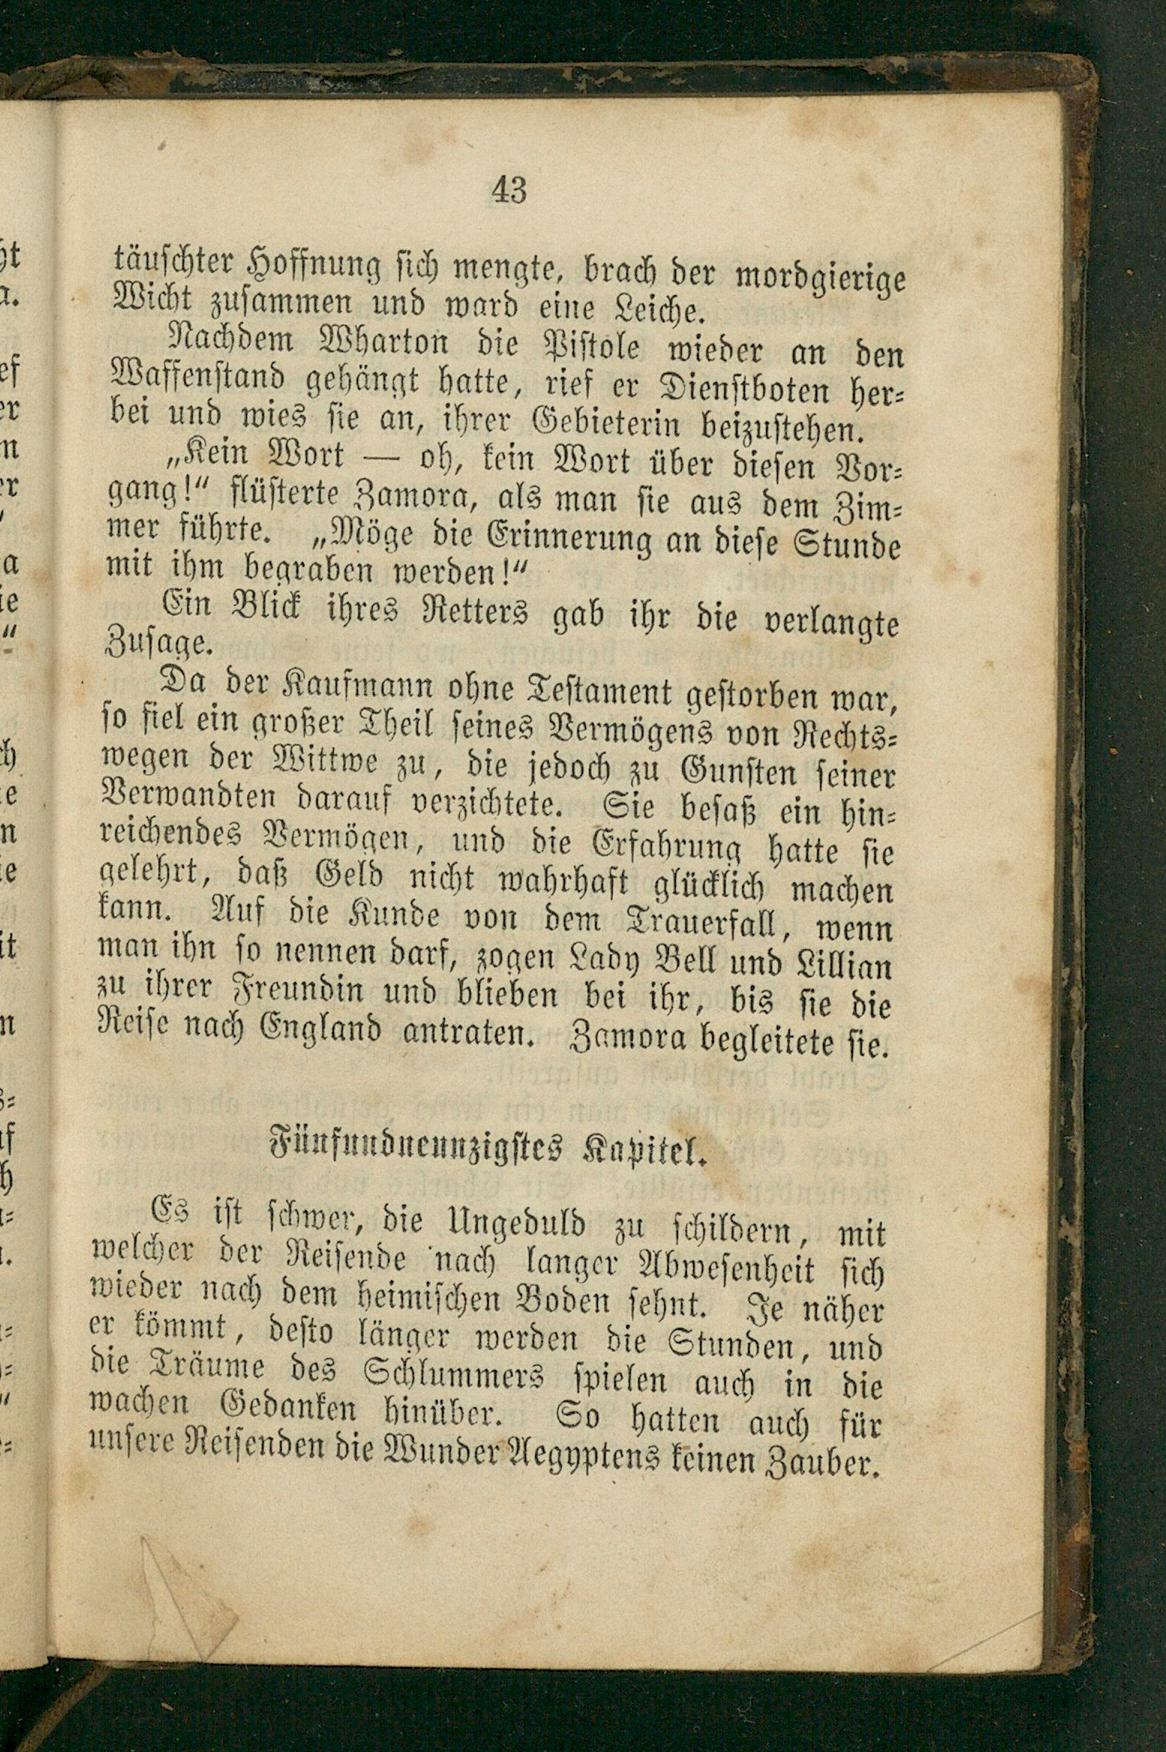 43
täuschter Hoffnung sich mengte, brach der mordgierige
Wicht zusammen und ward eine Leiche.
Nachdem Wharton die Pistole wieder an den
Waffenstand gehängt hatte, rief er Dienstboten her⸗
bei und wies sie an, ihrer Gebieterin beizustehen.
„Kein Wort — oh, kein Wort über diesen Vor⸗
gang!“ flüsterte Zamora, als man sie aus dem Zim⸗
mer führte. „Möge die Erinnerung an diese Stunde
mit ihm begraben werden!“
Ein Blick ihres Retters gab ihr die verlangte
Zusage.
Da der Kaufmann ohne Testament gestorben war,
so fiel ein großer Theil seines Vermögens von Rechts⸗
wegen der Wittwe zu, die jedoch zu Gunsten seiner
Verwandten darauf verzichtete. Sie besaß ein hin⸗
reichendes Vermögen, und die Erfahrung hatte sie
gelehrt, daß Geld nicht wahrhaft glücklich machen
kann. Auf die Kunde von dem Trauerfall, wenn
man ihn so nennen darf, zogen Lady Bell und Lillian
zu ihrer Freundin und blieben bei ihr, bis sie die
Reise nach England antraten. Zamora begleitete sie.
Fünfundneunzigstes Kapitel.
Es ist schwer, die Ungeduld zu schildern, mit
welcher der Reisende nach langer Abwesenheit sich
wieder nach dem heimischen Boden sehnt. Je näher
er kömmt, desto länger werden die Stunden, und
die Träume des Schlummers spielen auch in die
wachen Gedanken hinüber. So hatten auch für
unsere Reisenden die Wunder Aegyptens keinen Zauber.